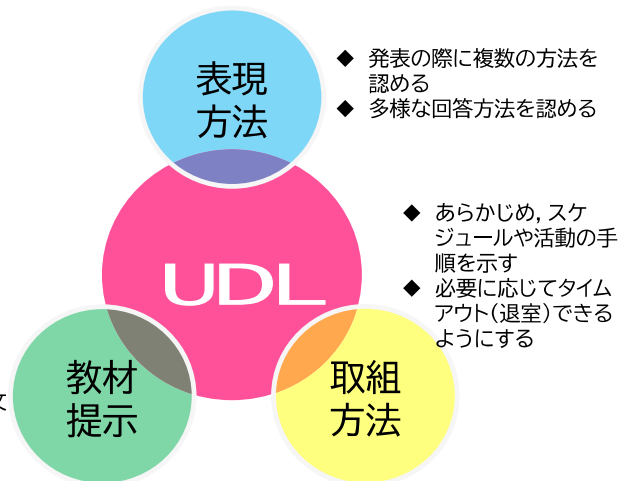 表現
方法
◆ 発表の際に複数の方法を
認める
◆ 多様な回答方法を認める
UDL
◆ あらかじめ，スケ
ジュールや活動の手
順を示す
◆ 必要に応じてタイム
アウト（退室）できる
ようにする
教材
提示
取組
方法